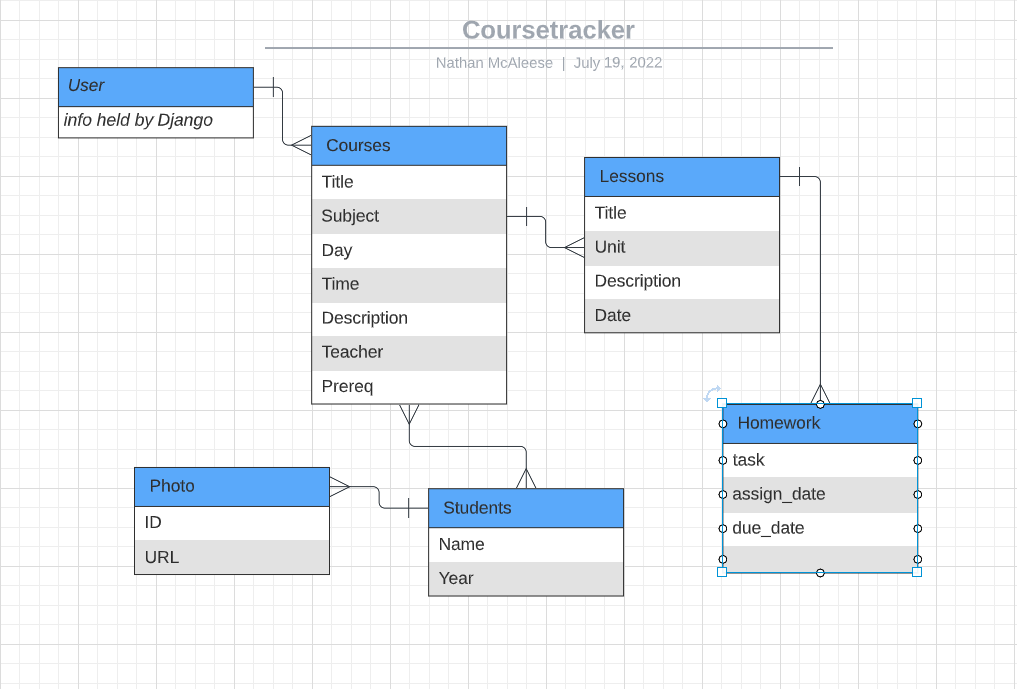 Coursetracker
Nathan McAleese | July 19, 2022
User
info held by Django
Courses
Title
Subject
Day
Time
Description
Teacher
Prereq
Lessons
Title
Unit
Description
Date
Homework
task
assign_date
due_date
Photo
ID
URL
Students
Name
Year